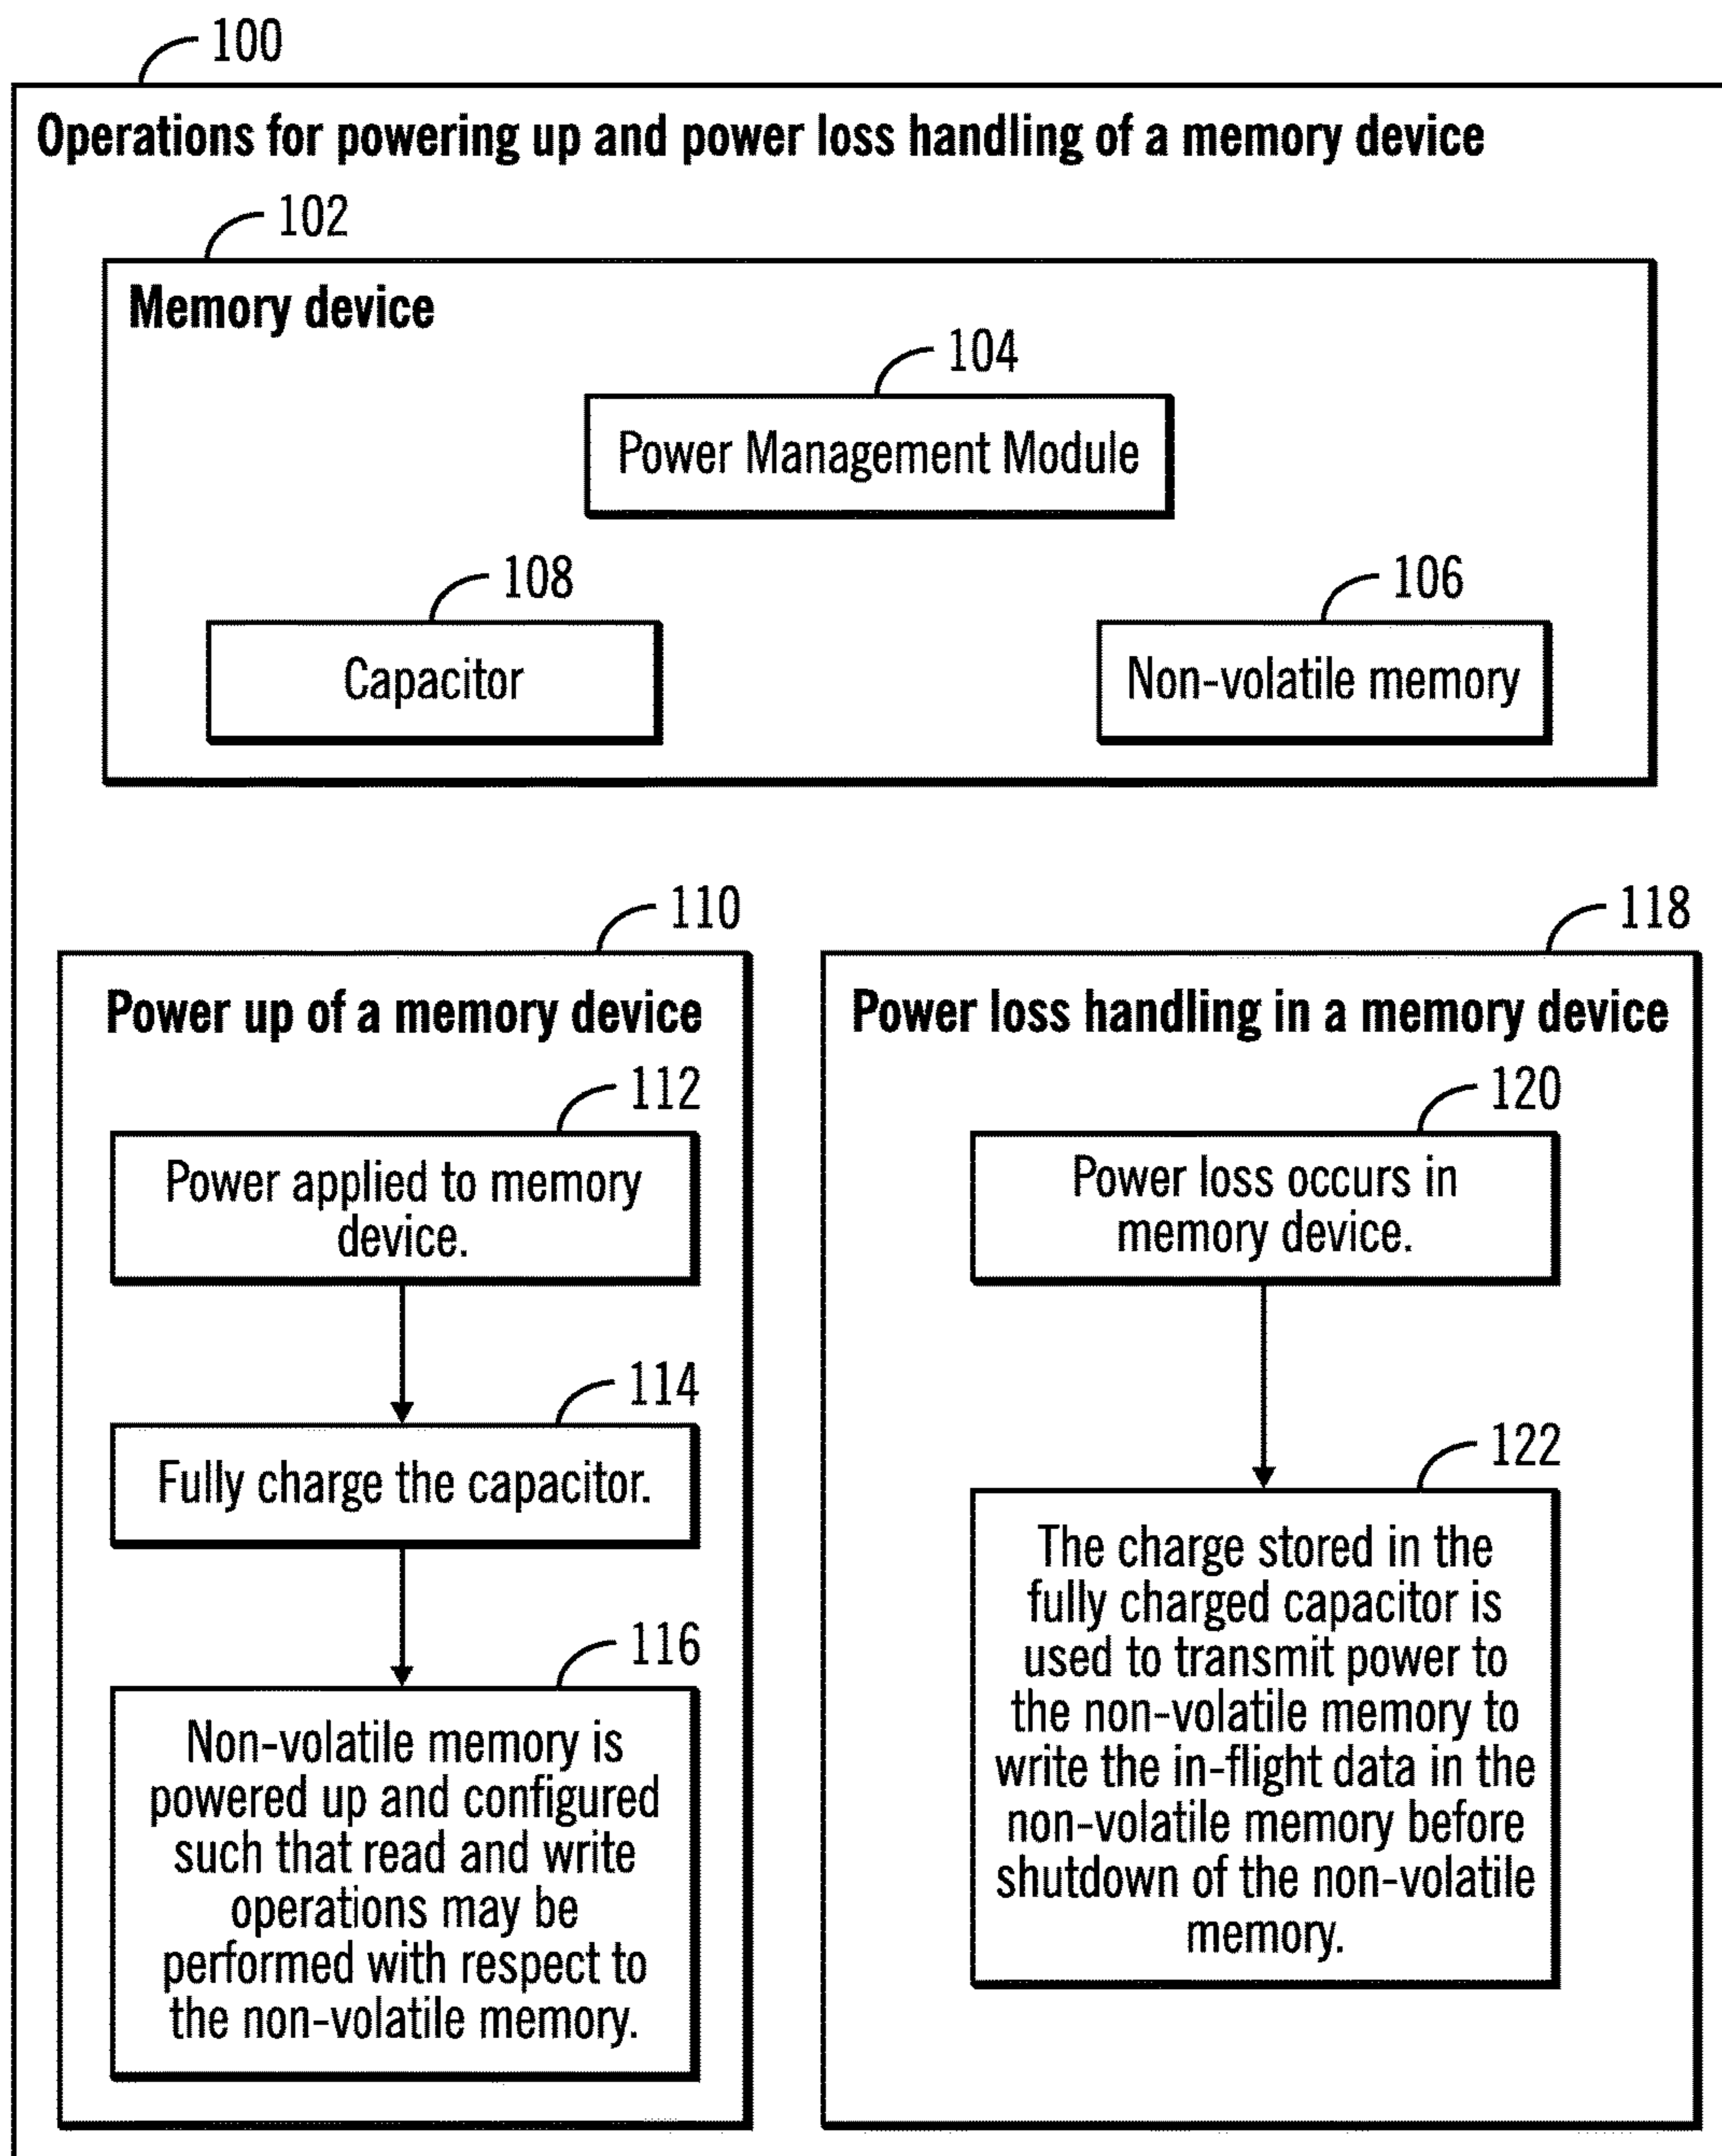 100
Operations for powering up and power loss handling of a memory device
102
Memory device
104
Power Management Module
108
Capacitor
106
Non-volatile memory
110
Power up of a memory device
112
Power applied to memory
device.
114
Fully charge the capacitor.
116
Non-volatile memory is
powered up and configured
such that read and write
operations may be
performed with respect to
the non-volatile memory.
118
Power loss handling in a memory device
120
Power loss occurs in
memory device.
122
The charge stored in the
fully charged capacitor is
used to transmit power to
the non-volatile memory to
write the in-flight data in the
non-volatile memory before
shutdown of the non-volatile
memory.